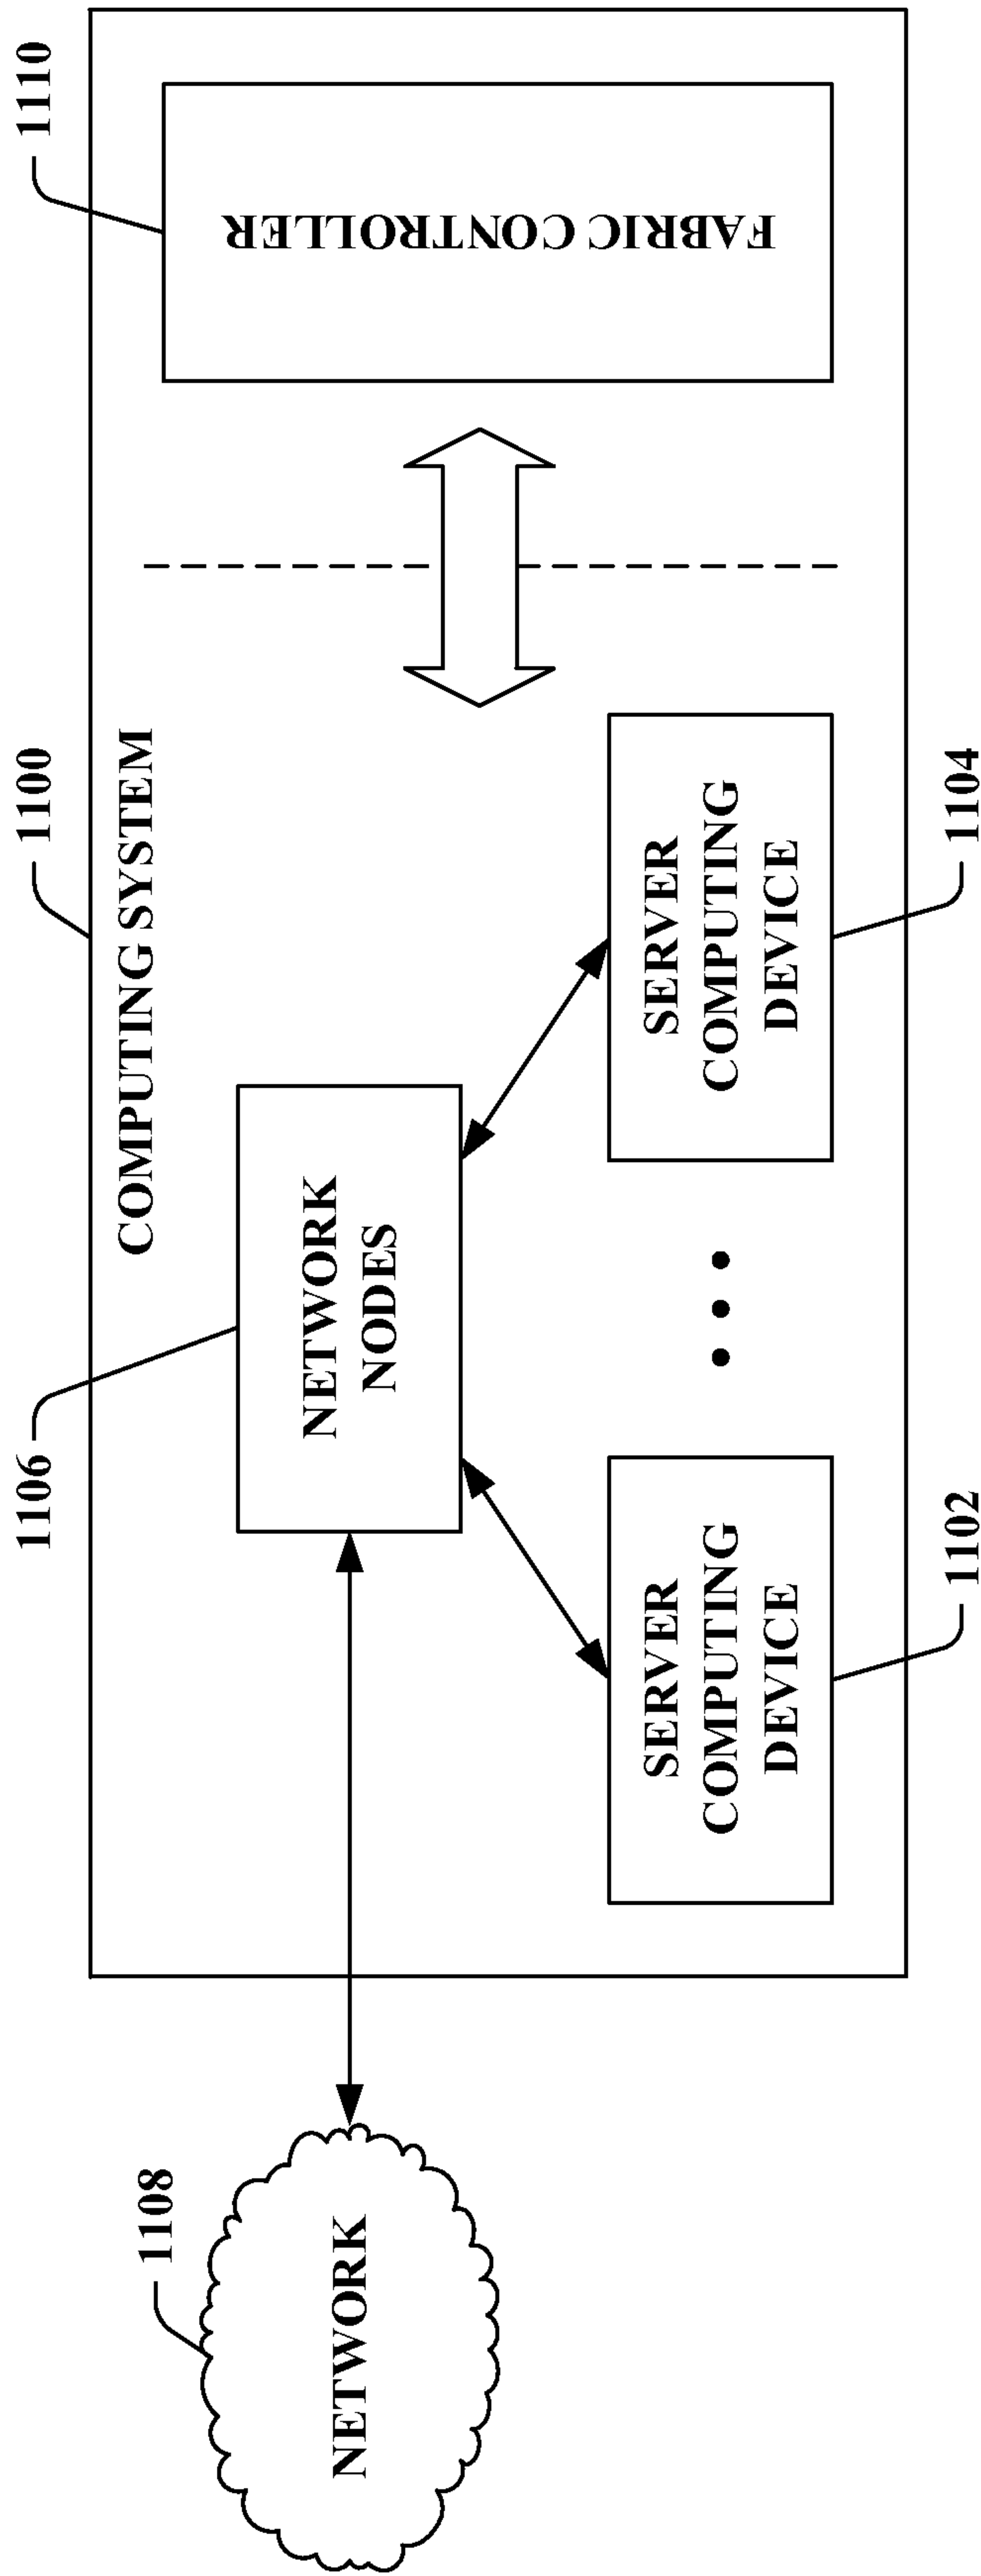 1100
COMPUTING SYSTEM
1108
NETWORK
1106
NETWORK
NODES
1110
FABRIC CONTROLLER
SERVER
COMPUTING
DEVICE
1102
SERVER
COMPUTING
DEVICE
1104